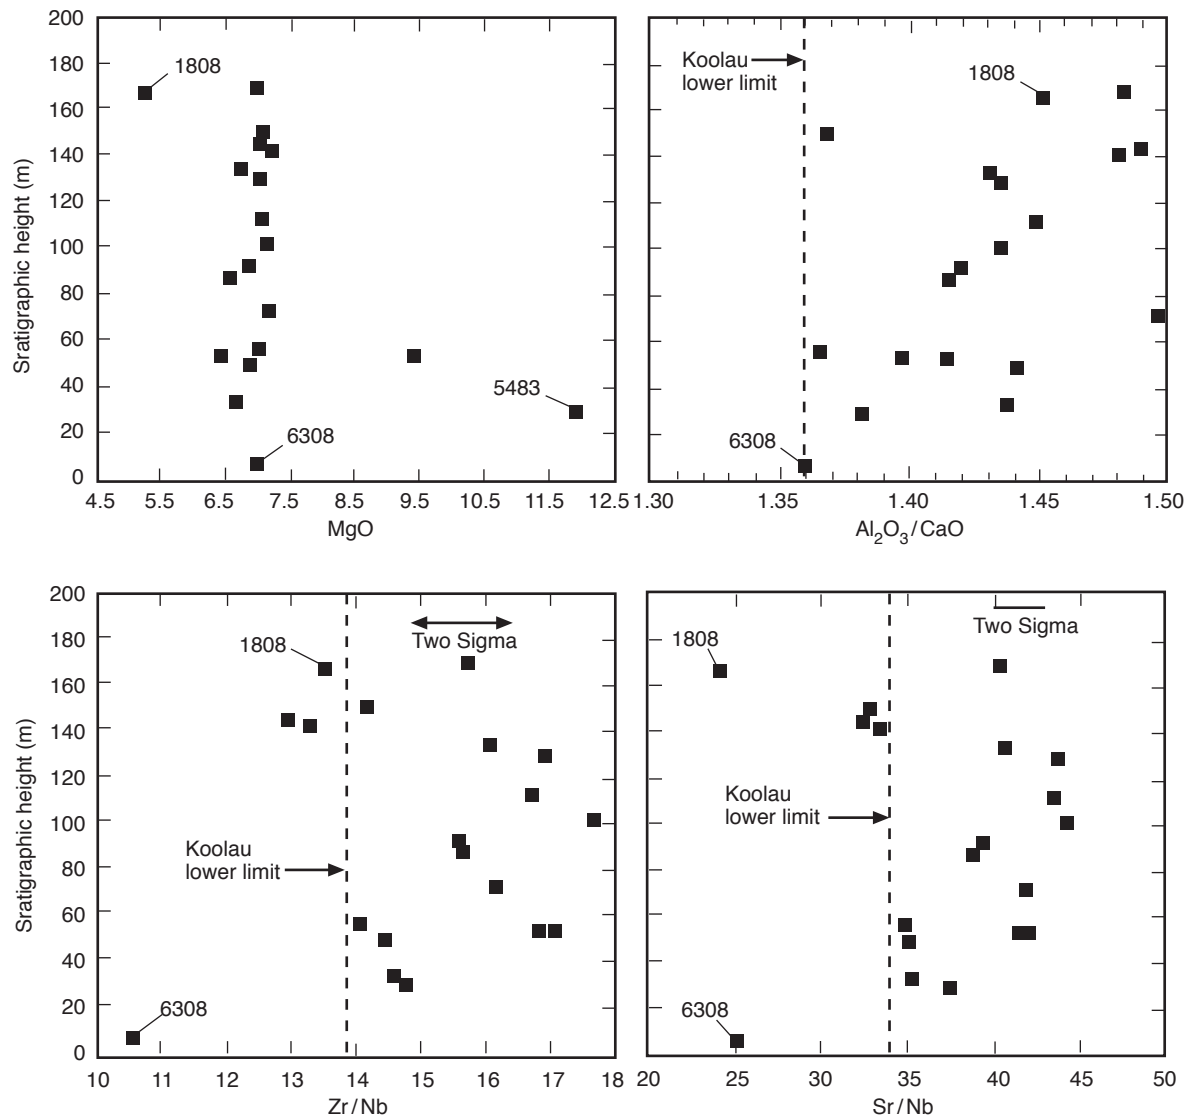 200
180
160
140
120
100
80
60
40
20
0
Sratigraphic height (m)
1808
5483
6308
4.5 5.5 6.5 7.5 8.5 9.5 10.5 11.5 12.5
MgO
Koolau
lower limit
1808
6308
1.30 1.35 1.40 1.45 1.50
Al2O3/CaO
200
180
160
140
120
100
80
60
40
20
0
Sratigraphic height (m)
1808
Two Sigma
Koolau
lower limit
6308
10 11 12 13 14 15 16 17 18
Zr/Nb
1808
Two Sigma
Koolau
lower limit
6308
20 25 30 35 40 45 50
Sr/Nb